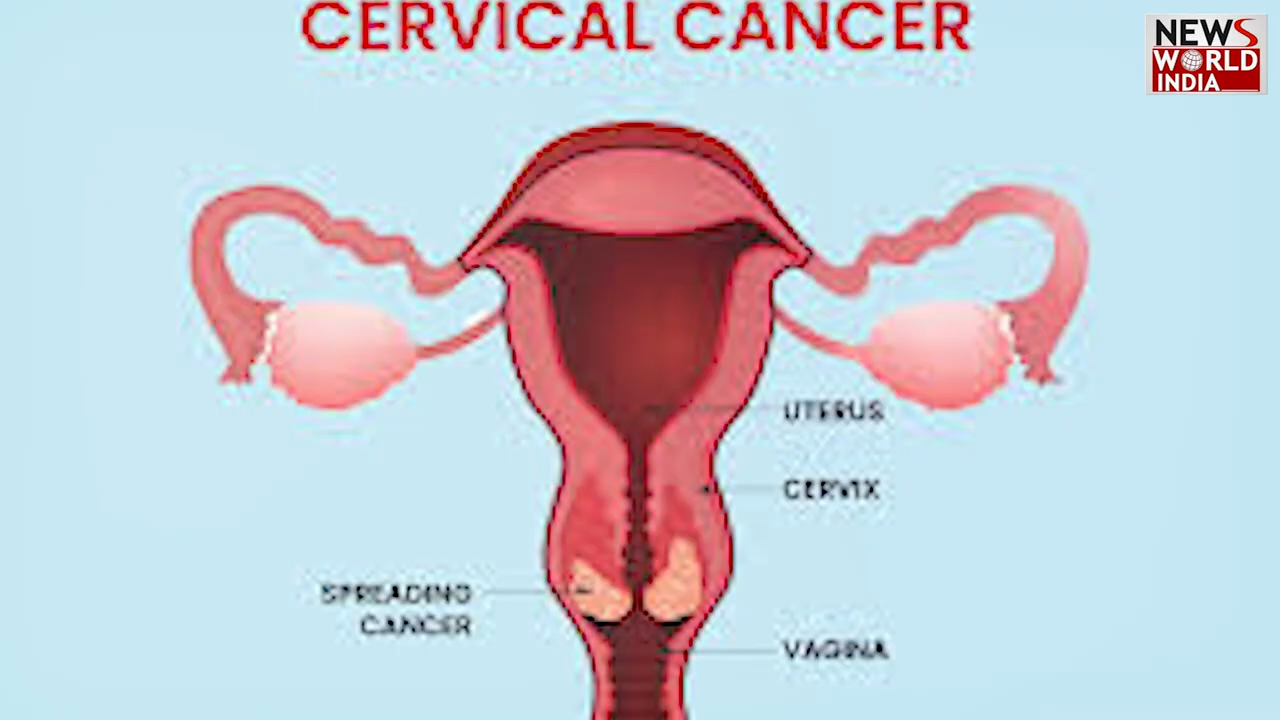 CERVICAL CANCER
NEWS
WORLD
INDIA
UTERUS
CERVIX
SPREADING
CANCER
VAGINA